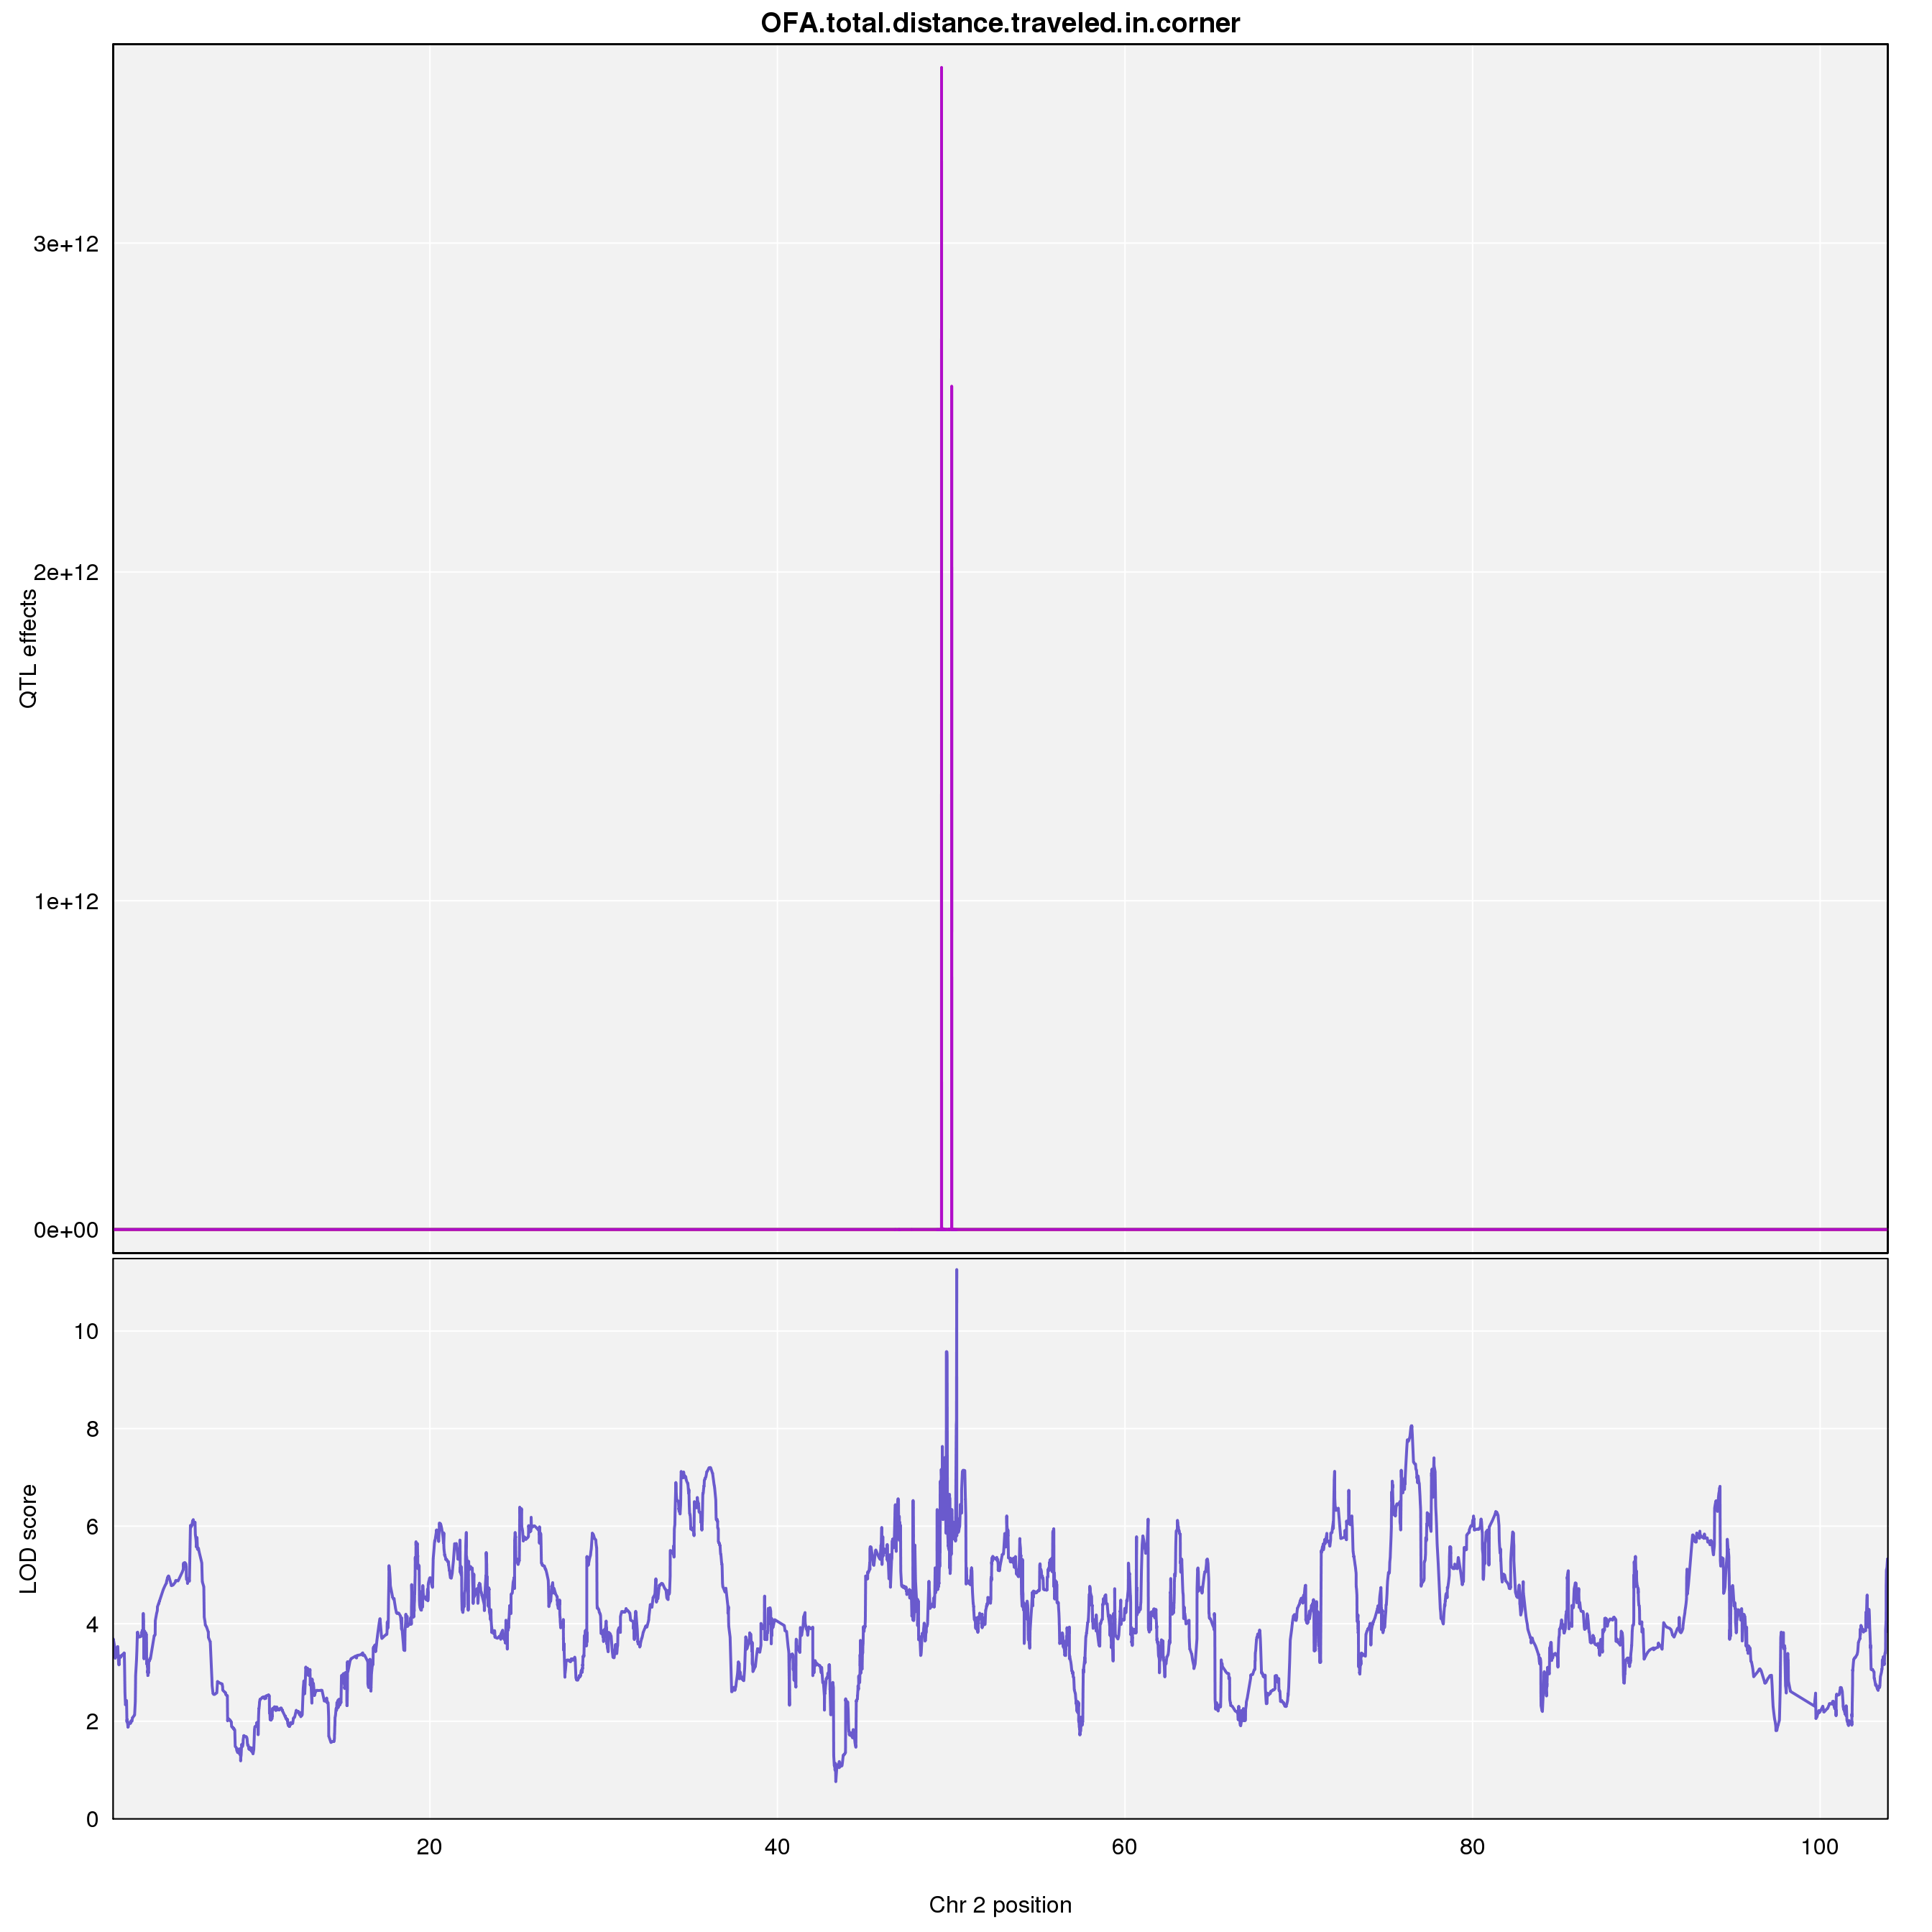 OFA.total.distance.traveled.in.corner
3e+12
2e+12
1e+12
0e+00
QTL effects
10
8
6
4
2
0
LOD score
20 40 60 80 100
Chr 2 position